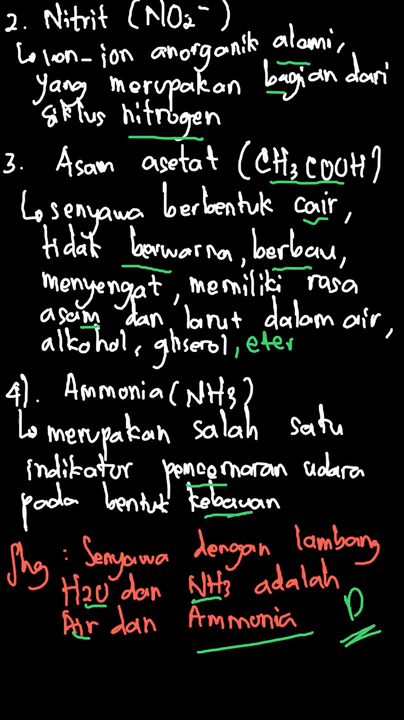 2. Nitrit (NO2⁻)
↳ ion-ion anorganik alami,
yang merupakan bagian dari
siklus nitrogen
3. Asam asetat (CH3COOH)
↳ senyawa berbentuk cair,
tidak berwarna, berbau,
menyengat, memiliki rasa
asam dan larut dalam air,
alkohol, gliserol, eter
4). Ammonia (NH3)
↳ merupakan salah satu
indikator pencemaran udara
pada bentuk kebauan
Shg : Senyawa dengan lambang
H2O dan NH3 adalah
Air dan Ammonia D